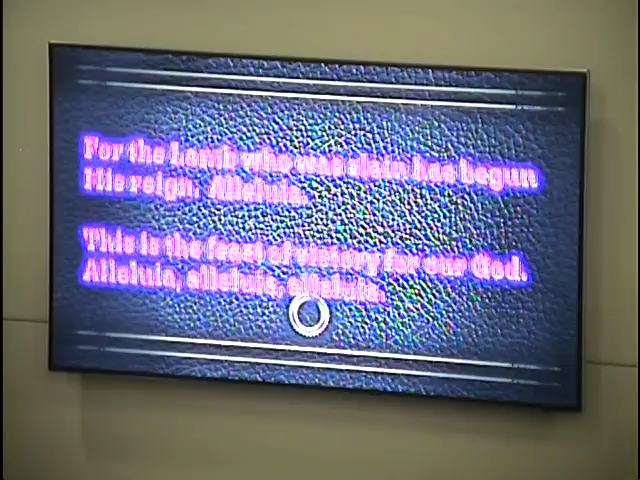 For the Lamb who was slain has begun
His reign. Alleluia.
This is the feast of victory for our God.
Alleluia, alleluia, alleluia.